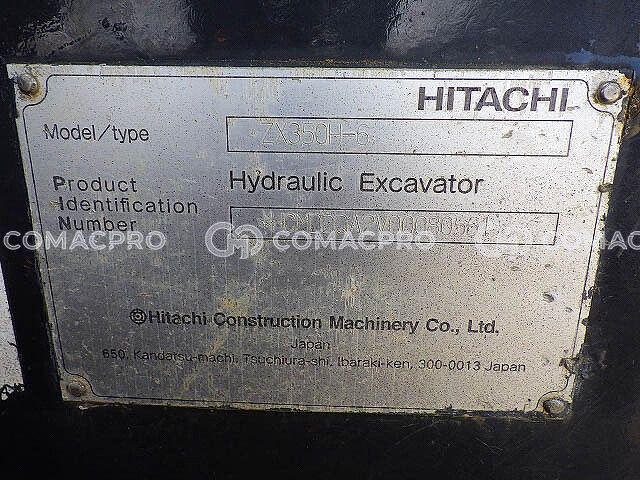 HITACHI
Model/type ZX350H-6
Product Hydraulic Excavator
Identification
Number
COMACPRO COMACPRO COMACPRO
Hitachi Construction Machinery Co., Ltd.
Japan
650, Kandatsu-machi, Tsuchiura-shi, Ibaraki-ken, 300-0013 Japan